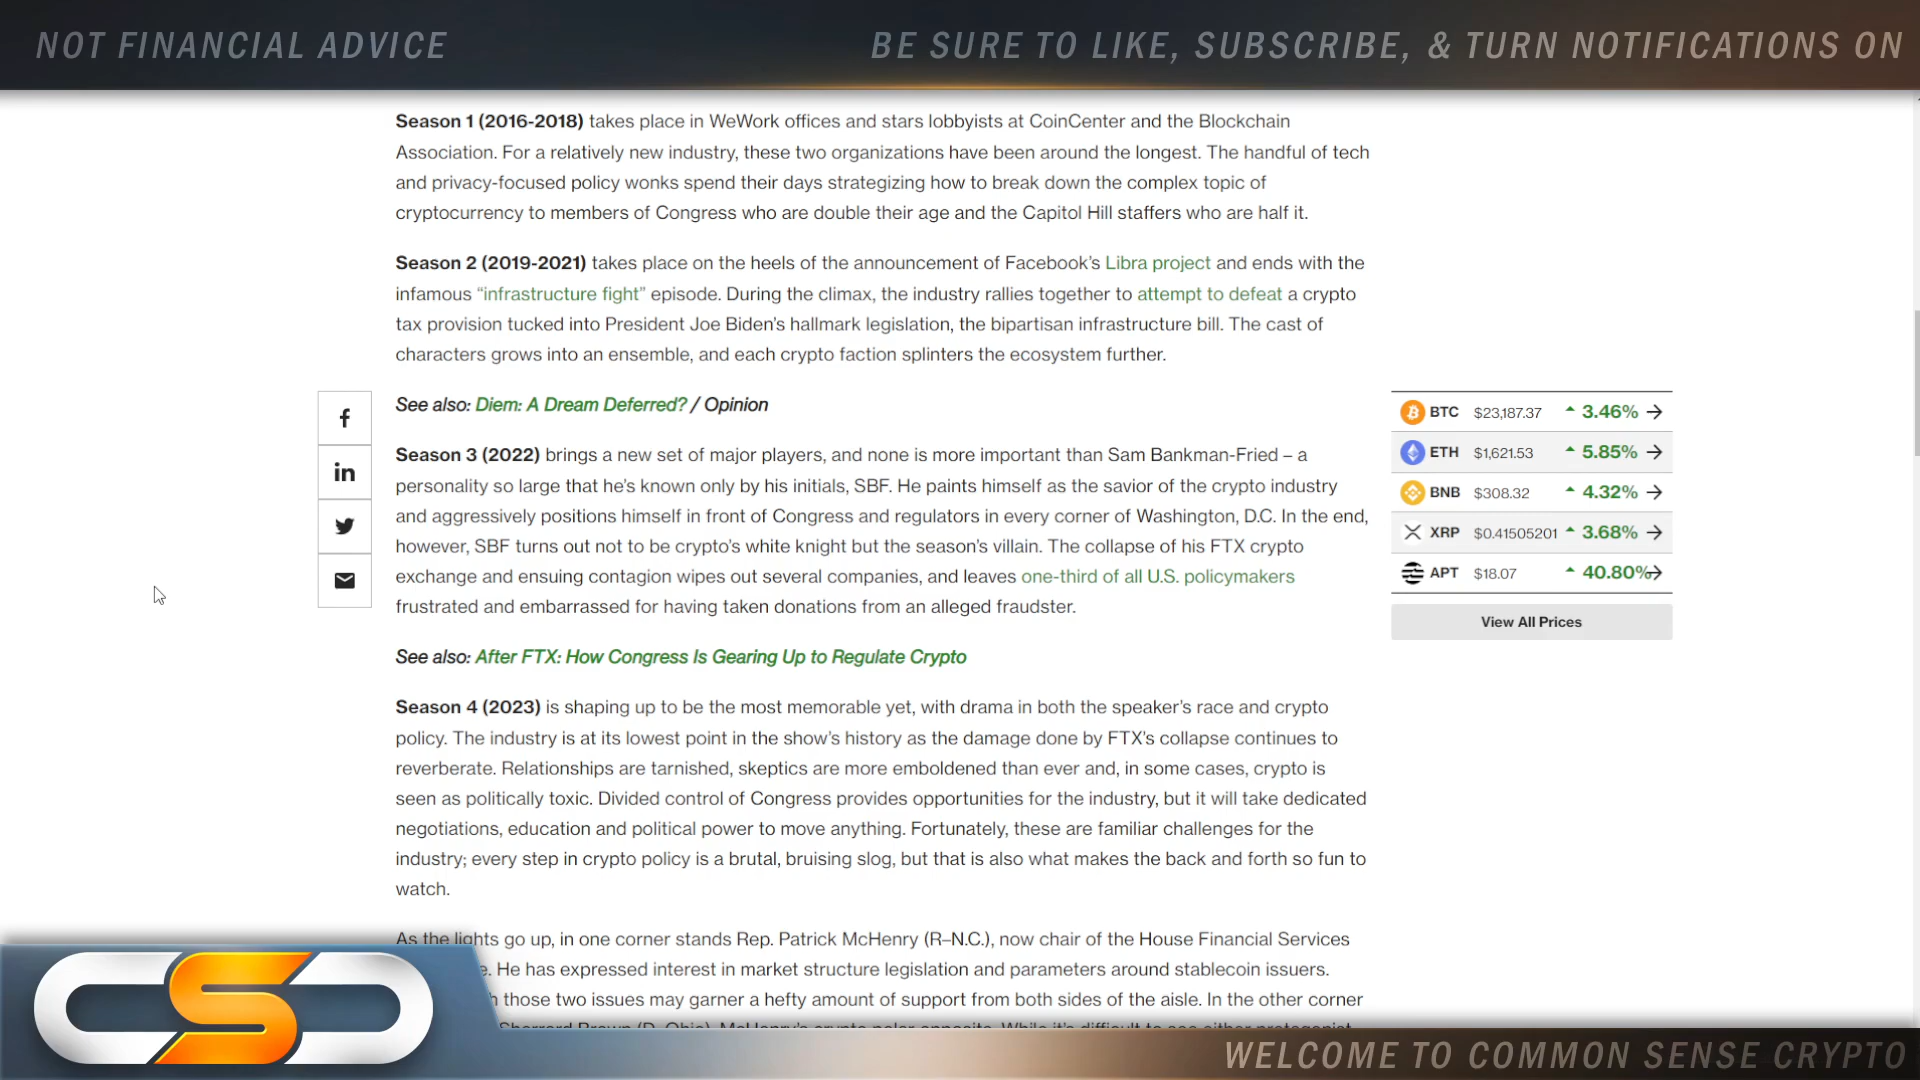 NOT FINANCIAL ADVICE
BE SURE TO LIKE, SUBSCRIBE, & TURN NOTIFICATIONS ON
Season 1 (2016-2018) takes place in WeWork offices and stars lobbyists at CoinCenter and the Blockchain
Association. For a relatively new industry, these two organizations have been around the longest. The handful of tech
and privacy-focused policy wonks spend their days strategizing how to break down the complex topic of
cryptocurrency to members of Congress who are double their age and the Capitol Hill staffers who are half it.
Season 2 (2019-2021) takes place on the heels of the announcement of Facebook's Libra project and ends with the
infamous “infrastructure fight” episode. During the climax, the industry rallies together to attempt to defeat a crypto
tax provision tucked into President Joe Biden's hallmark legislation, the bipartisan infrastructure bill. The cast of
characters grows into an ensemble, and each crypto faction splinters the ecosystem further.
See also: Diem: A Dream Deferred? / Opinion
Season 3 (2022) brings a new set of major players, and none is more important than Sam Bankman-Fried – a
personality so large that he's known only by his initials, SBF. He paints himself as the savior of the crypto industry
and aggressively positions himself in front of Congress and regulators in every corner of Washington, D.C. In the end,
however, SBF turns out not to be crypto's white knight but the season's villain. The collapse of his FTX crypto
exchange and ensuing contagion wipes out several companies, and leaves one-third of all U.S. policymakers
frustrated and embarrassed for having taken donations from an alleged fraudster.
See also: After FTX: How Congress Is Gearing Up to Regulate Crypto
Season 4 (2023) is shaping up to be the most memorable yet, with drama in both the speaker's race and crypto
policy. The industry is at its lowest point in the show's history as the damage done by FTX's collapse continues to
reverberate. Relationships are tarnished, skeptics are more emboldened than ever and, in some cases, crypto is
seen as politically toxic. Divided control of Congress provides opportunities for the industry, but it will take dedicated
negotiations, education and political power to move anything. Fortunately, these are familiar challenges for the
industry; every step in crypto policy is a brutal, bruising slog, but that is also what makes the back and forth so fun to
watch.
As the lights go up, in one corner stands Rep. Patrick McHenry (R–N.C.), now chair of the House Financial Services
He has expressed interest in market structure legislation and parameters around stablecoin issuers.
those two issues may garner a hefty amount of support from both sides of the aisle. In the other corner
BTC $23,187.37 3.46%
ETH $1,621.53 5.85%
BNB $308.32 4.32%
XRP $0.41505201 3.68%
APT $18.07 40.80%
View All Prices
CSC
WELCOME TO COMMON SENSE CRYPTO